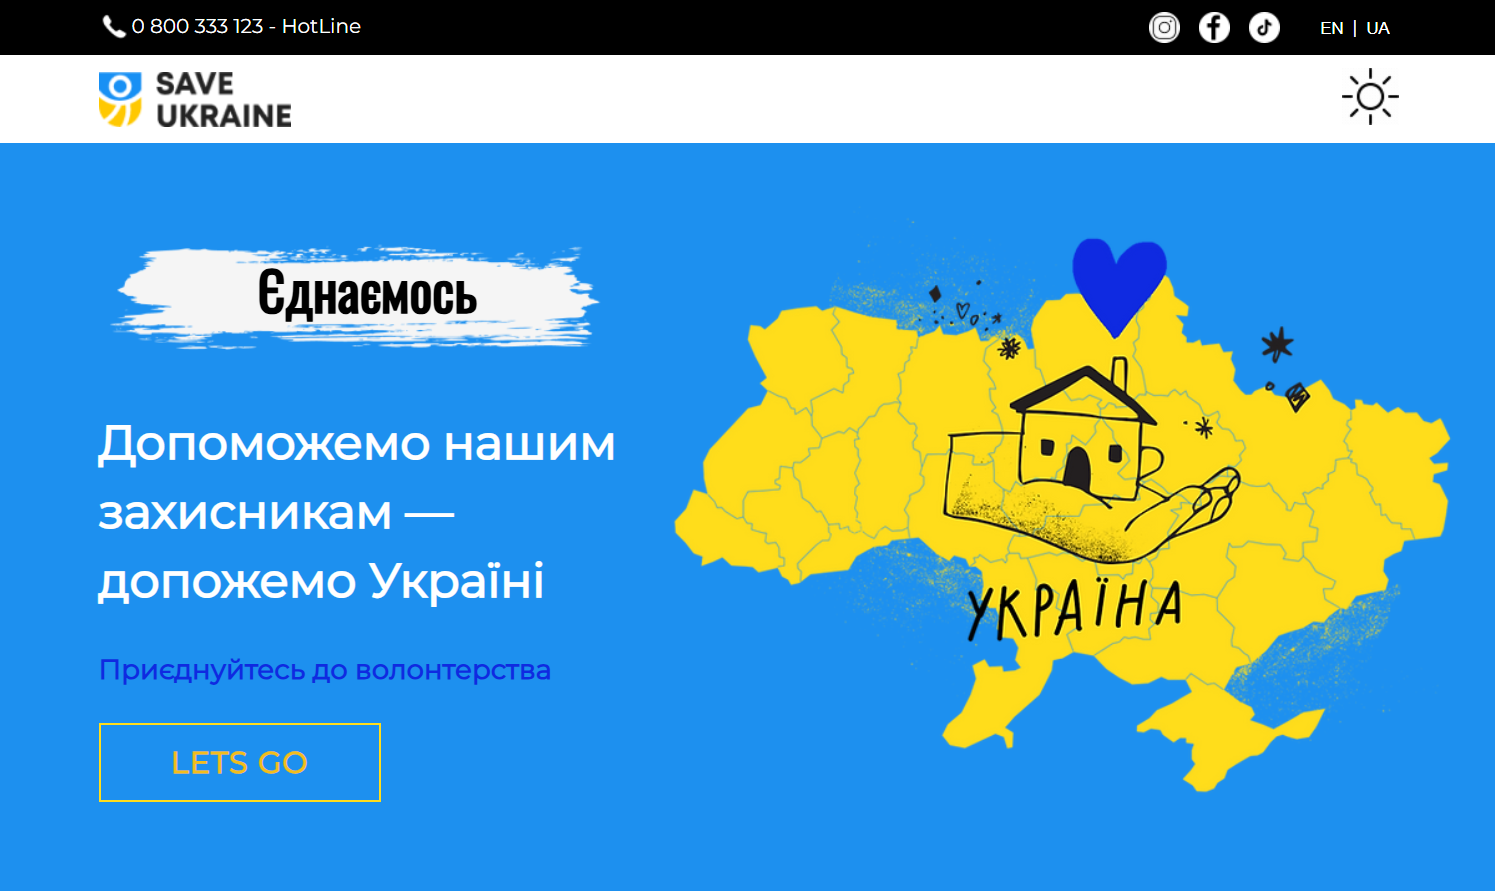 0 800 333 123 - HotLine
EN | UA
SAVE
UKRAINE
Єднаємось
Допоможемо нашим
захисникам —
допожемо Україні
Приєднуйтесь до волонтерства
LETS GO
УКРАЇНА